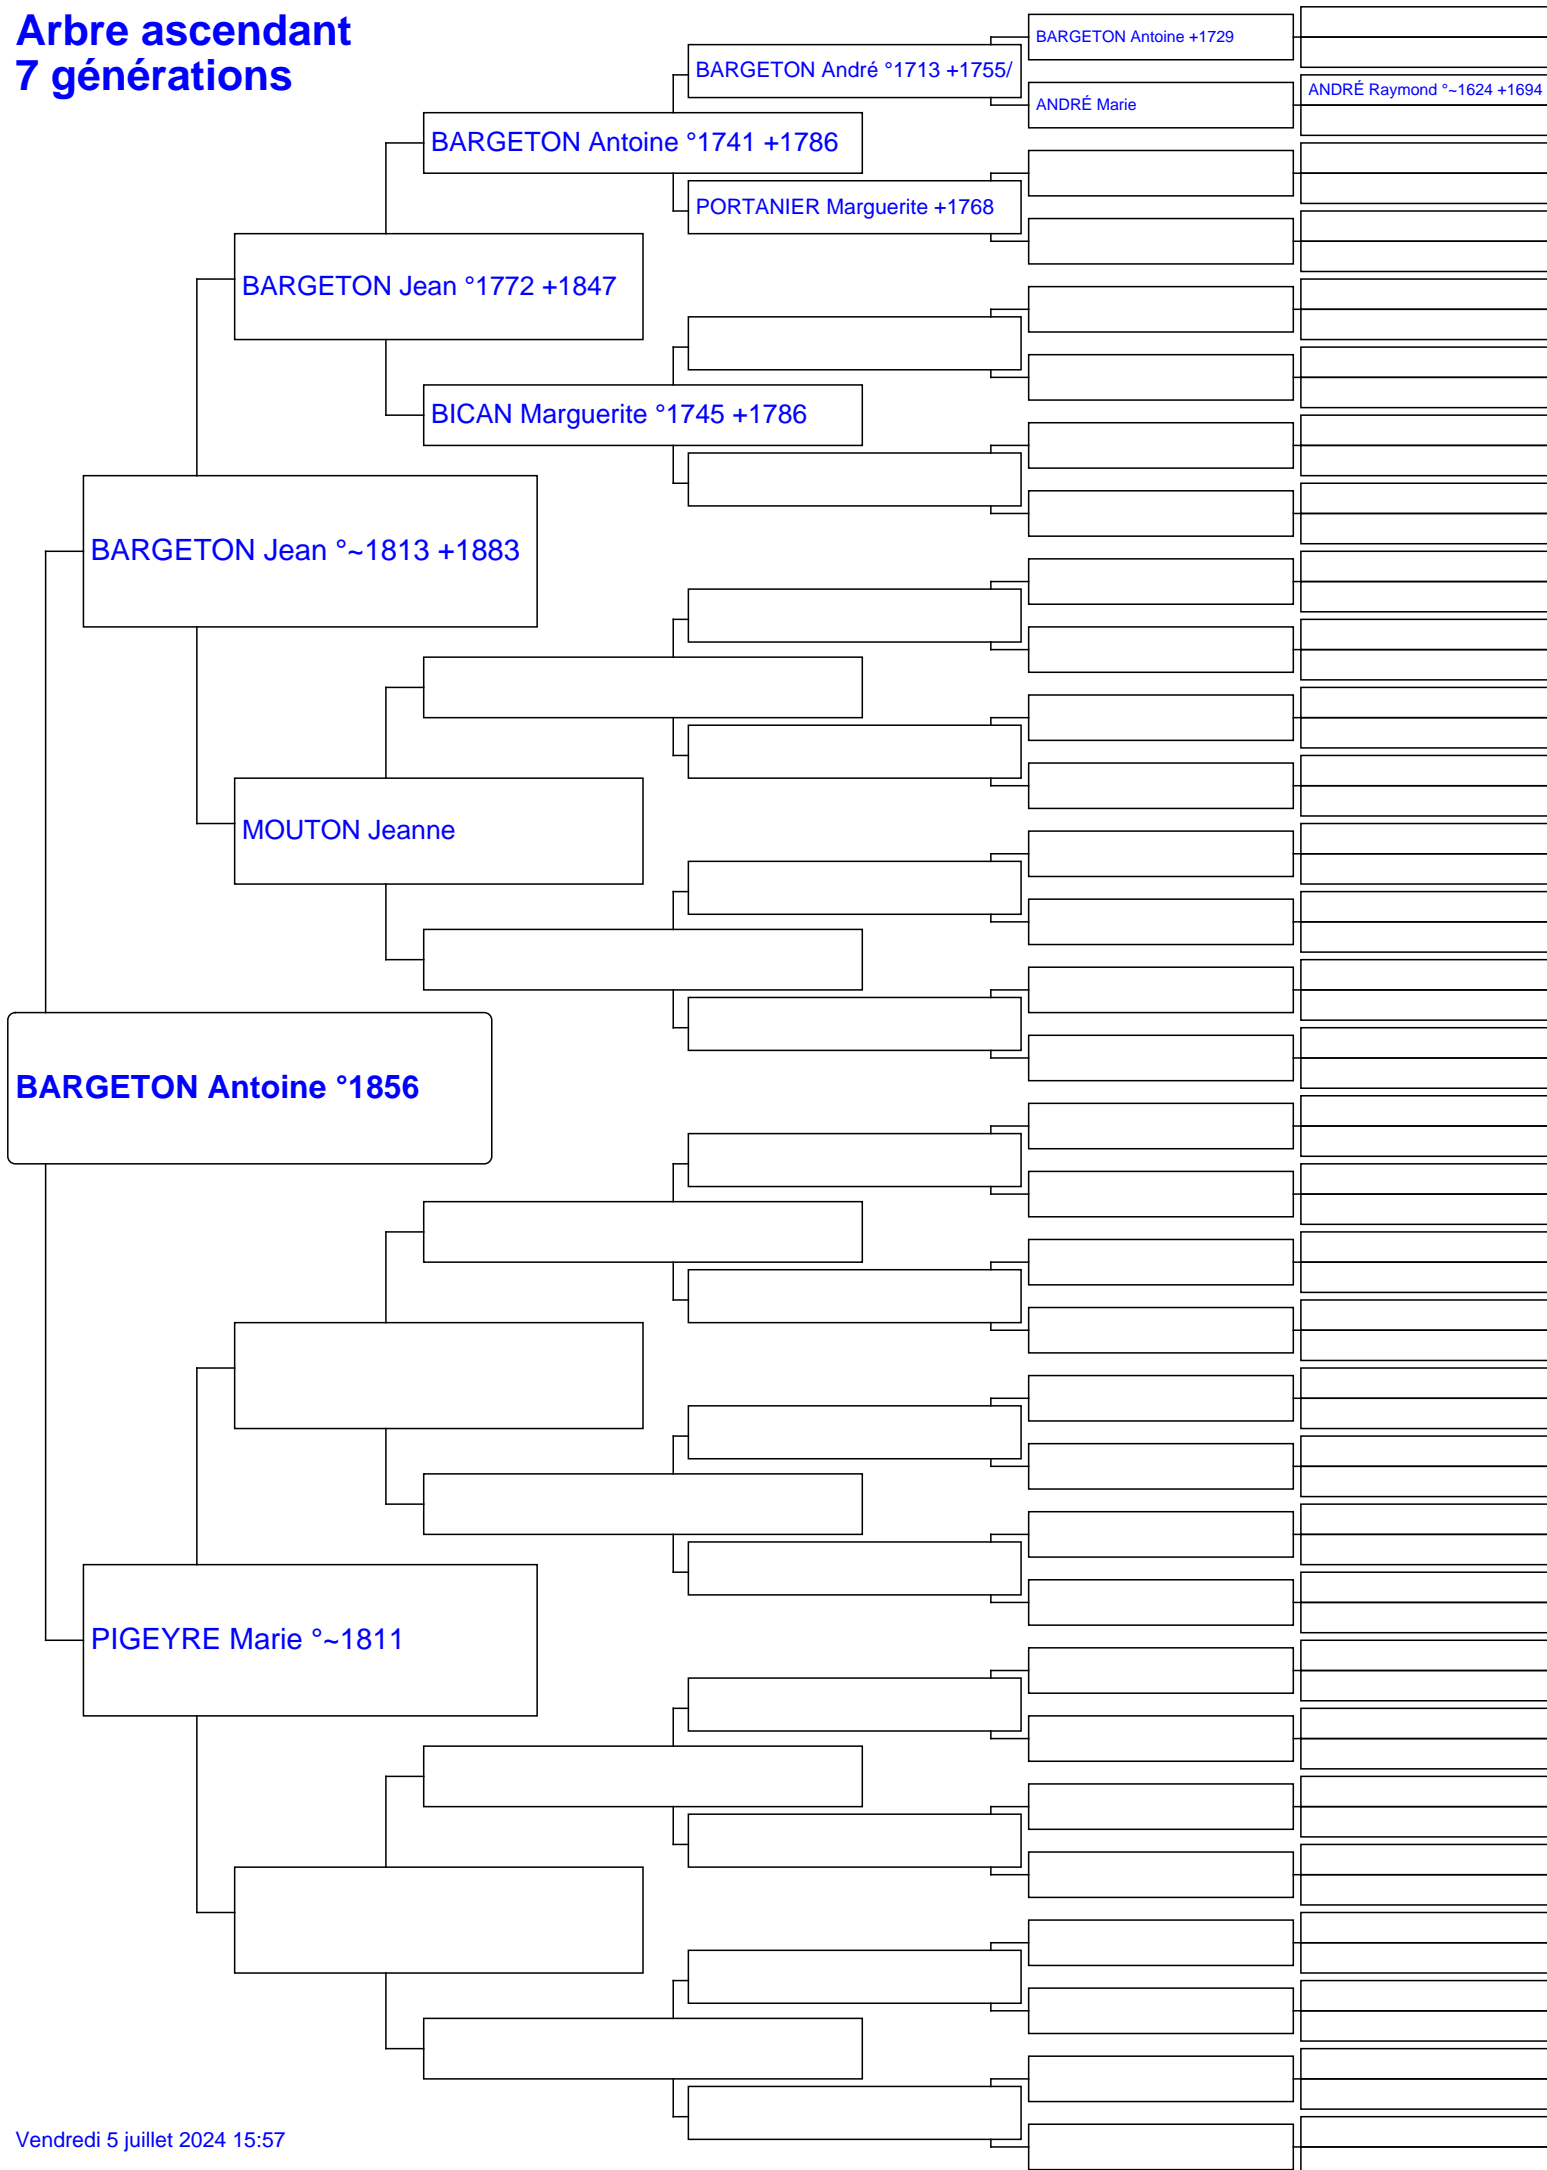 Arbre ascendant
7 générations
BARGETON Antoine +1729
BARGETON André °1713 +1755/
ANDRÉ Raymond °~1624 +1694
ANDRÉ Marie
BARGETON Antoine °1741 +1786
PORTANIER Marguerite +1768
BARGETON Jean °1772 +1847
BICAN Marguerite °1745 +1786
BARGETON Jean °~1813 +1883
MOUTON Jeanne
BARGETON Antoine °1856
PIGEYRE Marie °~1811
Vendredi 5 juillet 2024 15:57